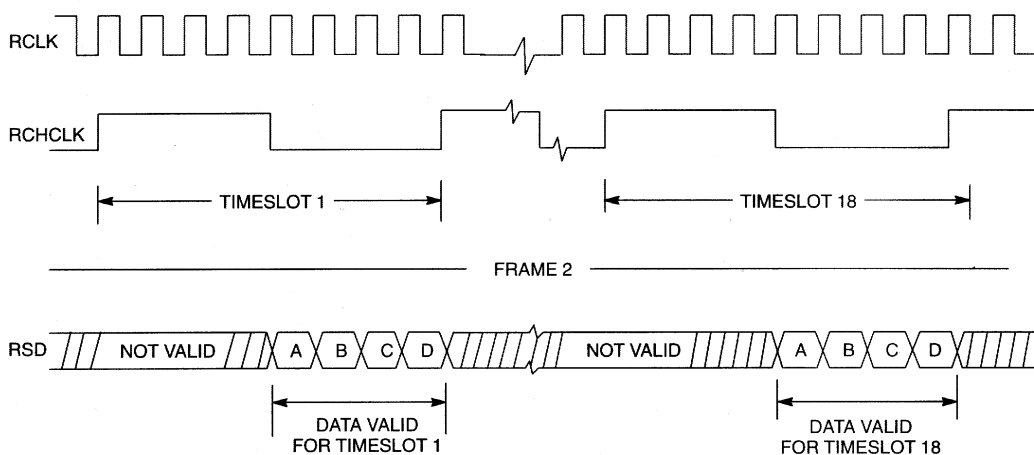 RCLK
RCHCLK
TIMESLOT 1
TIMESLOT 18
FRAME 2
RSD
NOT VALID
A
B
C
D
NOT VALID
A
B
C
D
DATA VALID
FOR TIMESLOT 1
DATA VALID
FOR TIMESLOT 18